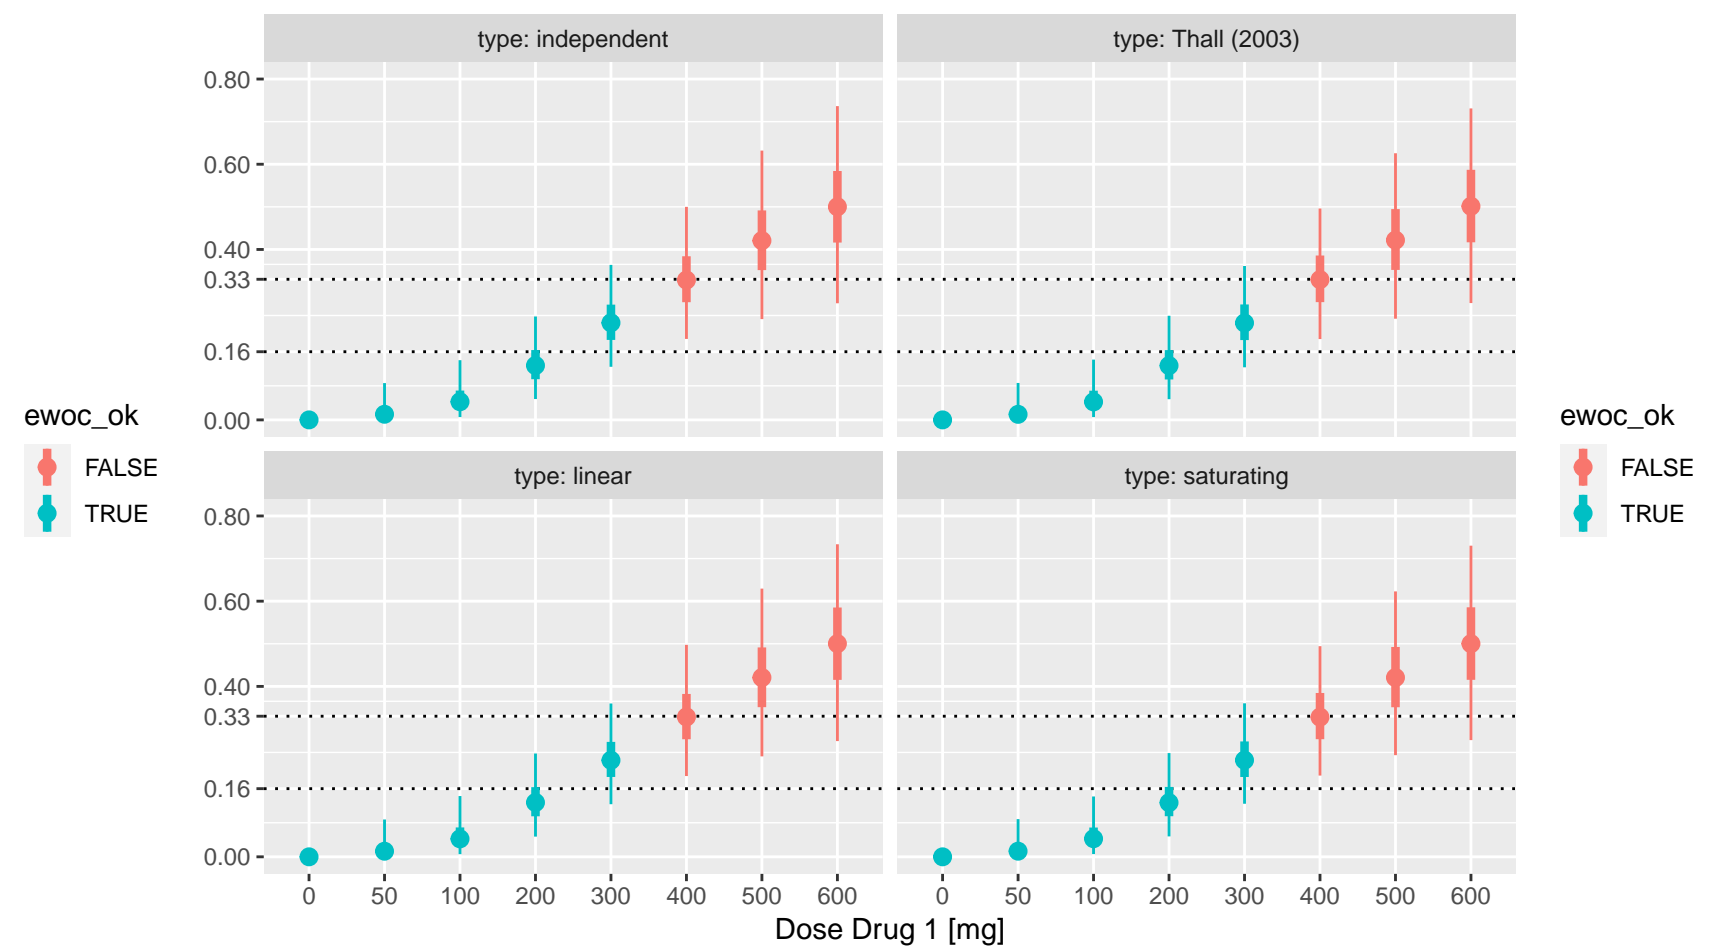 type: independent
type: Thall (2003)
0.80
0.60
0.40
0.33
0.16
0.00
ewoc_ok
FALSE
TRUE
ewoc_ok
FALSE
TRUE
type: linear
type: saturating
0.80
0.60
0.40
0.33
0.16
0.00
0 50 100 200 300 400 500 600
0 50 100 200 300 400 500 600
Dose Drug 1 [mg]